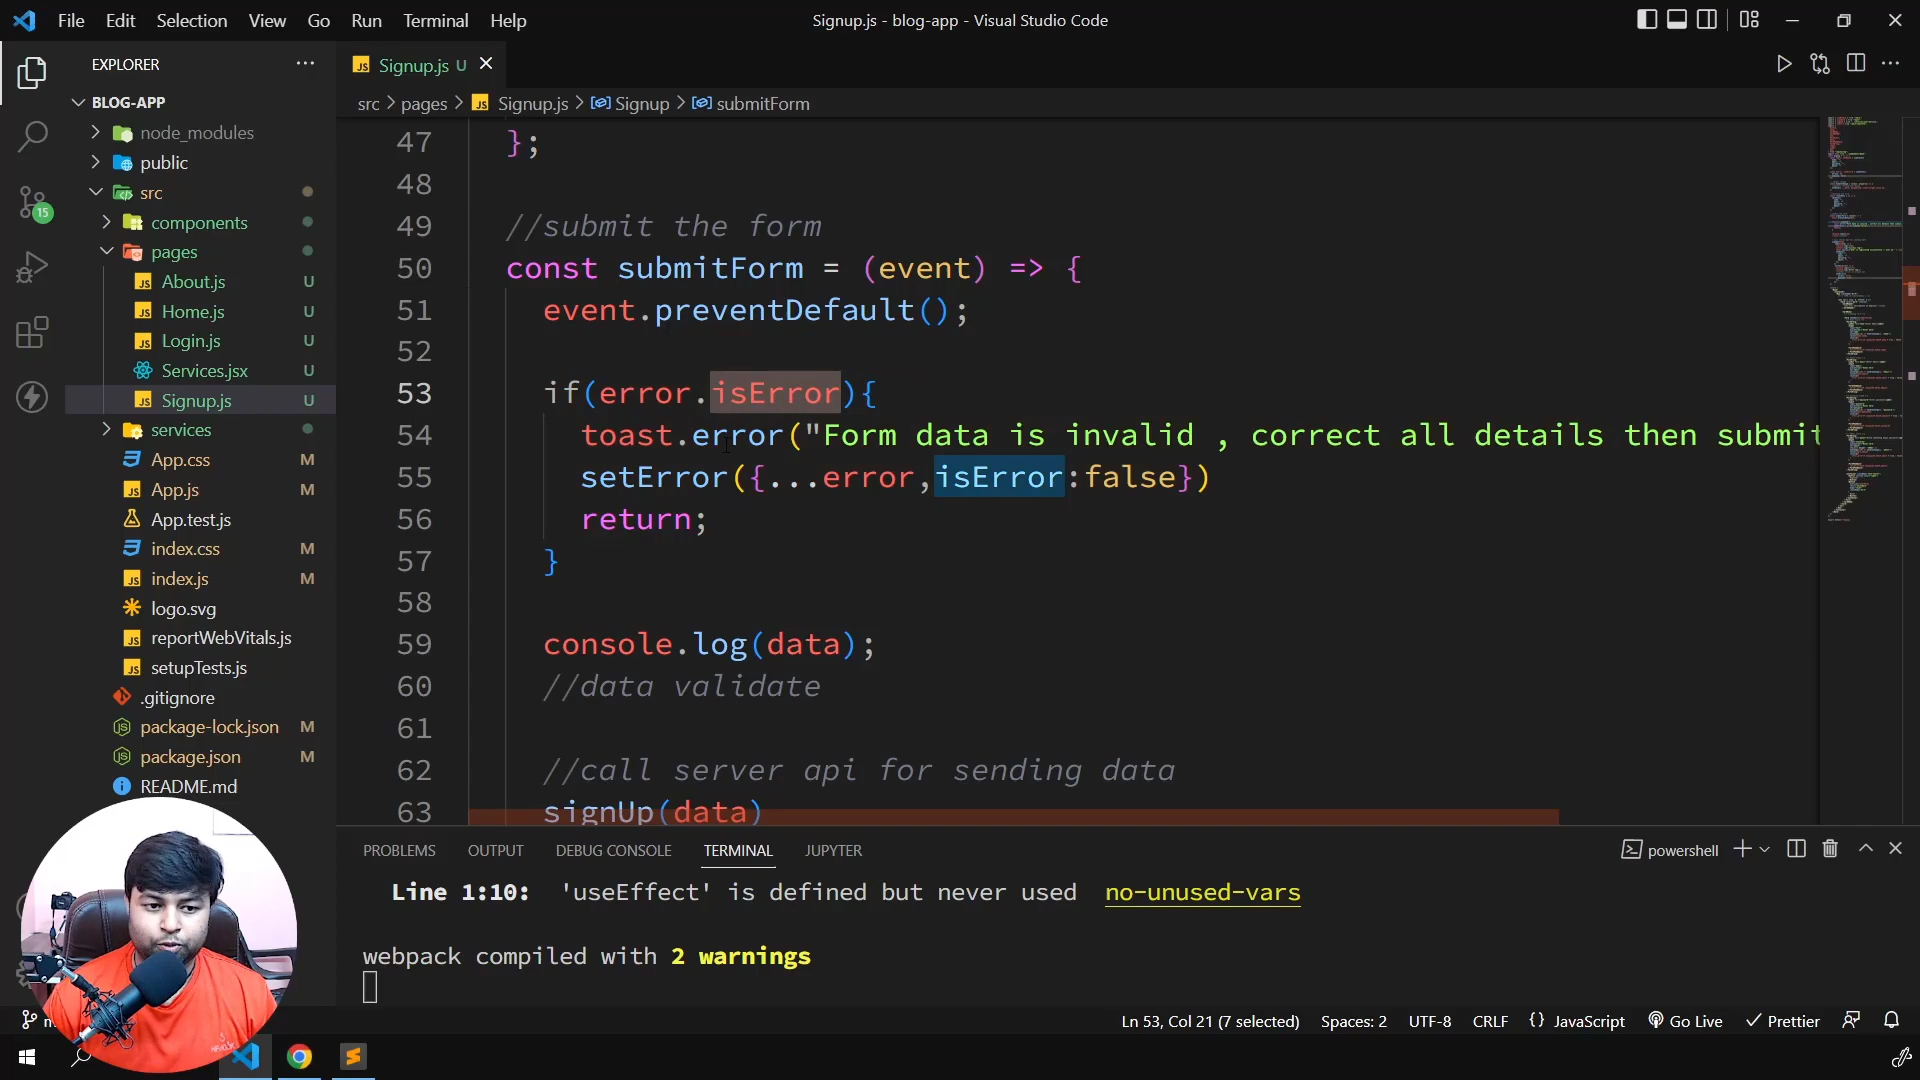 File Edit Selection View Go Run Terminal Help
Signup.js - blog-app - Visual Studio Code
EXPLORER
BLOG-APP
node_modules
public
src
components
pages
About.js U
Home.js U
Login.js U
Services.jsx U
Signup.js U
services
App.css M
App.js M
App.test.js
index.css M
index.js M
logo.svg
reportWebVitals.js
setupTests.js
.gitignore
package-lock.json M
package.json M
README.md
15
Signup.js U
src > pages > JS Signup.js > Signup > submitForm
47 };
48
49 //submit the form
50 const submitForm = (event) => {
51 event.preventDefault();
52
53 if(error.isError){
54 toast.error("Form data is invalid , correct all details then submit
55 setError({...error,isError:false})
56 return;
57 }
58
59 console.log(data);
60 //data validate
61
62 //call server api for sending data
63 signUp(data)
PROBLEMS OUTPUT DEBUG CONSOLE TERMINAL JUPYTER
powershell
Line 1:10: 'useEffect' is defined but never used no-unused-vars
webpack compiled with 2 warnings
Ln 53, Col 21 (7 selected) Spaces: 2 UTF-8 CRLF {} JavaScript Go Live Prettier